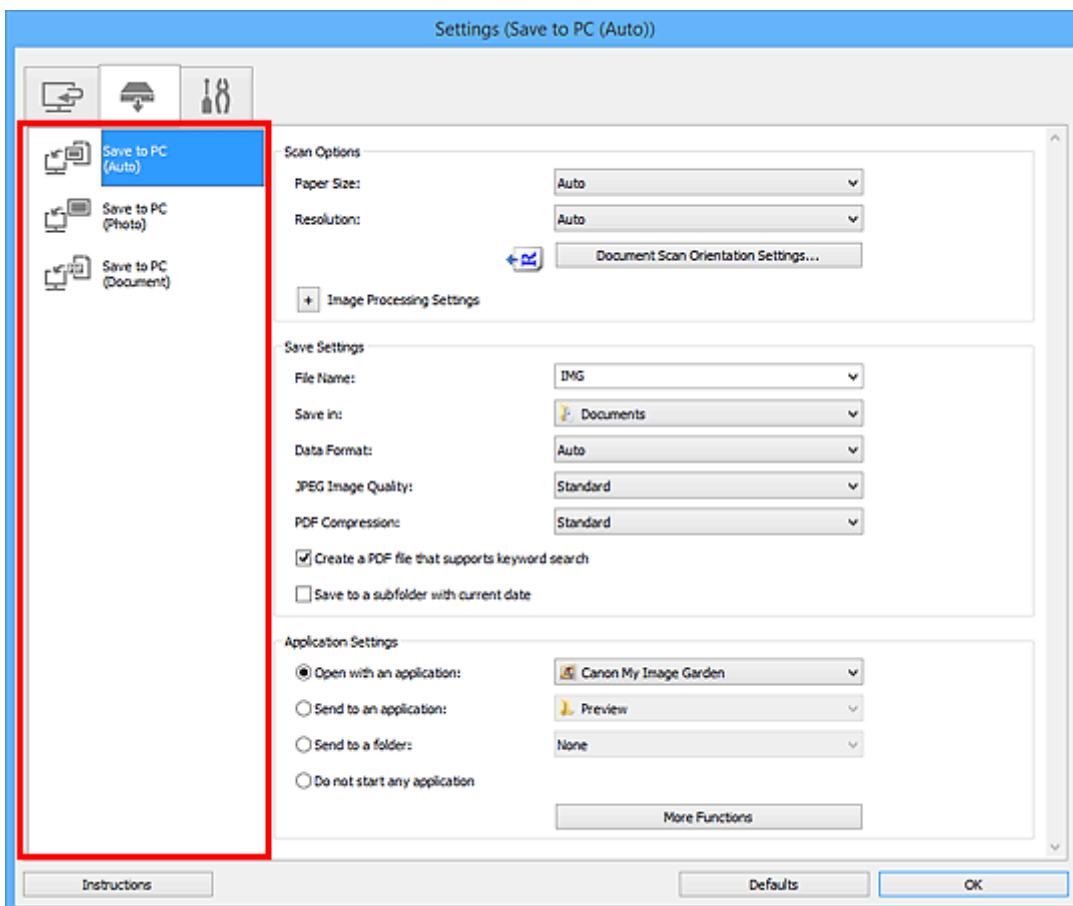 Settings (Save to PC (Auto))
Save to PC
(Auto)
Save to PC
(Photo)
Save to PC
(Document)
Scan Options
Paper Size: Auto
Resolution: Auto
Document Scan Orientation Settings...
+ Image Processing Settings
Save Settings
File Name: IMG
Save in: Documents
Data Format: Auto
JPEG Image Quality: Standard
PDF Compression: Standard
Create a PDF file that supports keyword search
Save to a subfolder with current date
Application Settings
Open with an application: Canon My Image Garden
Send to an application: Preview
Send to a folder: None
Do not start any application
More Functions
Instructions Defaults OK